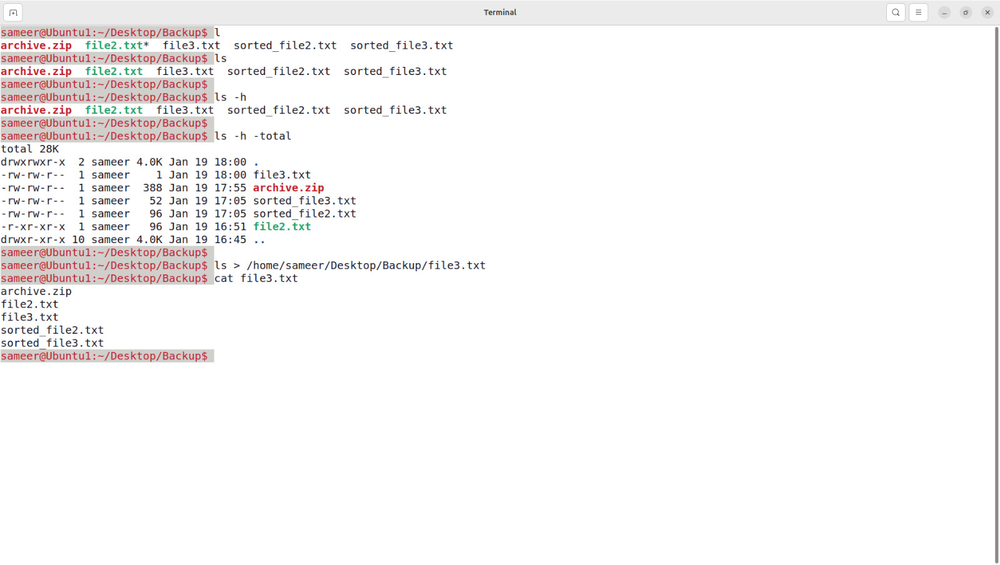 Terminal
sameer@Ubuntu1:~/Desktop/Backup$ l
archive.zip  file2.txt*  file3.txt  sorted_file2.txt  sorted_file3.txt
sameer@Ubuntu1:~/Desktop/Backup$ ls
archive.zip  file2.txt  file3.txt  sorted_file2.txt  sorted_file3.txt
sameer@Ubuntu1:~/Desktop/Backup$
sameer@Ubuntu1:~/Desktop/Backup$ ls -h
archive.zip  file2.txt  file3.txt  sorted_file2.txt  sorted_file3.txt
sameer@Ubuntu1:~/Desktop/Backup$
sameer@Ubuntu1:~/Desktop/Backup$ ls -h -total
total 28K
drwxrwxr-x  2 sameer 4.0K Jan 19 18:00 .
-rw-rw-r--  1 sameer    1 Jan 19 18:00 file3.txt
-rw-rw-r--  1 sameer  388 Jan 19 17:55 archive.zip
-rw-rw-r--  1 sameer   52 Jan 19 17:05 sorted_file3.txt
-rw-rw-r--  1 sameer   96 Jan 19 17:05 sorted_file2.txt
-r-xr-xr-x  1 sameer   96 Jan 19 16:51 file2.txt
drwxr-xr-x 10 sameer 4.0K Jan 19 16:45 ..
sameer@Ubuntu1:~/Desktop/Backup$
sameer@Ubuntu1:~/Desktop/Backup$ ls > /home/sameer/Desktop/Backup/file3.txt
sameer@Ubuntu1:~/Desktop/Backup$ cat file3.txt
archive.zip
file2.txt
file3.txt
sorted_file2.txt
sorted_file3.txt
sameer@Ubuntu1:~/Desktop/Backup$